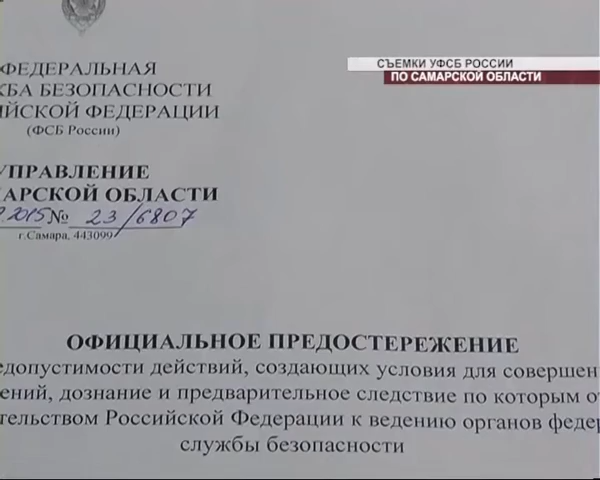 СЪЕМКИ УФСБ РОССИИ
ПО САМАРСКОЙ ОБЛАСТИ
ФЕДЕРАЛЬНАЯ
ЖБА БЕЗОПАСНОСТИ
ИЙСКОЙ ФЕДЕРАЦИИ
(ФСБ России)
УПРАВЛЕНИЕ
МАРСКОЙ ОБЛАСТИ
2015 № 23/6807
г.Самара, 443099
ОФИЦИАЛЬНОЕ ПРЕДОСТЕРЕЖЕНИЕ
едопустимости действий, создающих условия для совершен
ений, дознание и предварительное следствие по которым от
тельством Российской Федерации к ведению органов федер
службы безопасности